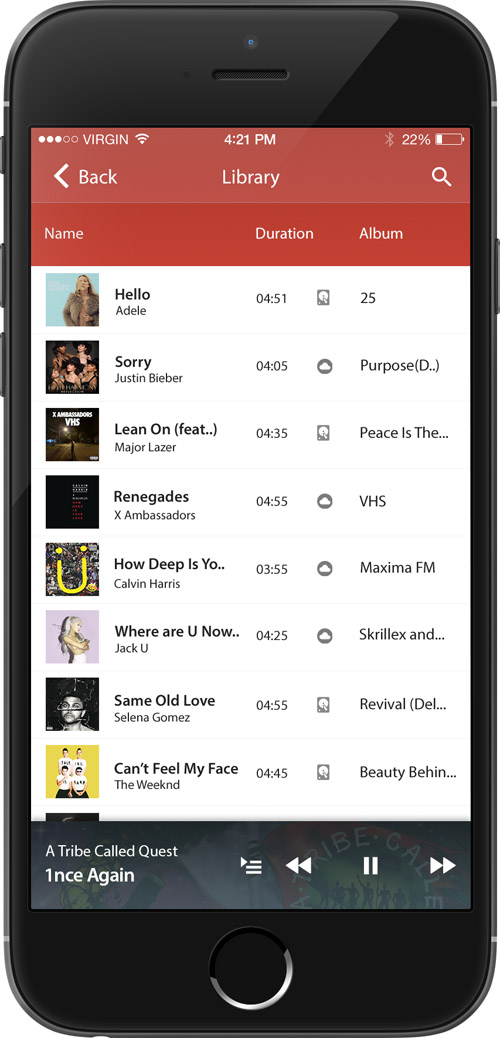 VIRGIN 4:21 PM 22%
Back Library
Name Duration Album
Hello 04:51 25
Adele
Sorry 04:05 Purpose(D..)
Justin Bieber
X AMBASSADORS
VHS
Lean On (feat..) 04:35 Peace Is The...
Major Lazer
Renegades 04:55 VHS
X Ambassadors
How Deep Is Yo.. 03:55 Maxima FM
Calvin Harris
Where are U Now.. 04:25 Skrillex and...
Jack U
Same Old Love 04:55 Revival (Del...
Selena Gomez
Can't Feel My Face 04:45 Beauty Behin...
The Weeknd
A Tribe Called Quest
1nce Again
A TRIBE CALLE